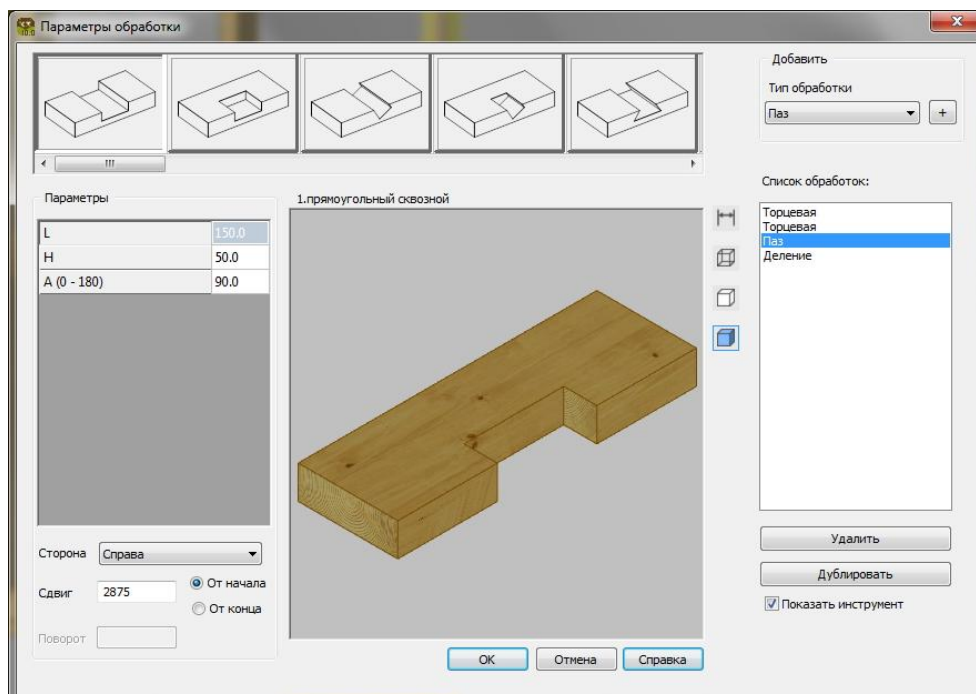 Параметры обработки
Добавить
Тип обработки
Паз
+
Список обработок:
Торцевая
Торцевая
Паз
Деление
Параметры
1.прямоугольный сквозной
L 150.0
H 50.0
A (0 - 180) 90.0
Сторона Справа
Сдвиг 2875
От начала
От конца
Поворот
Удалить
Дублировать
Показать инструмент
OK
Отмена
Справка